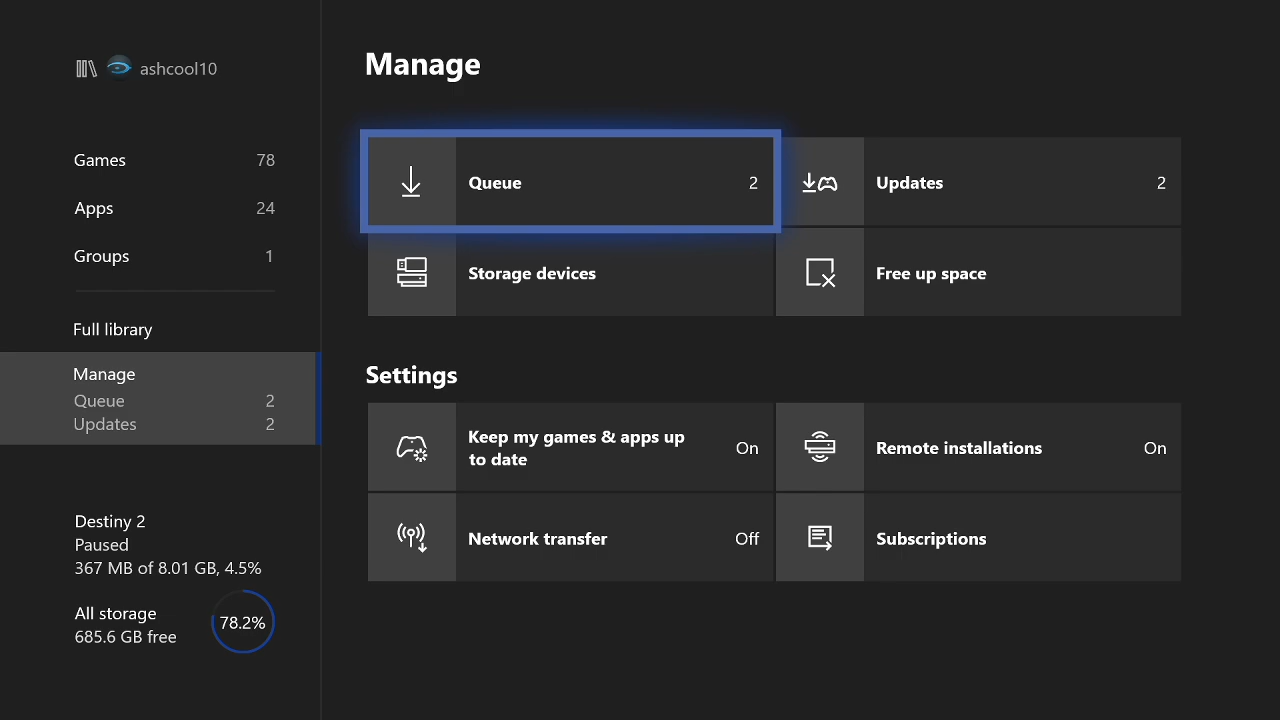 ashcool10
Games 78
Apps 24
Groups 1
Full library
Manage
Queue 2
Updates 2
Destiny 2
Paused
367 MB of 8.01 GB, 4.5%
All storage
685.6 GB free
78.2%
Manage
Queue 2
Updates 2
Storage devices
Free up space
Settings
Keep my games & apps up
to date
On
Remote installations On
Network transfer Off
Subscriptions